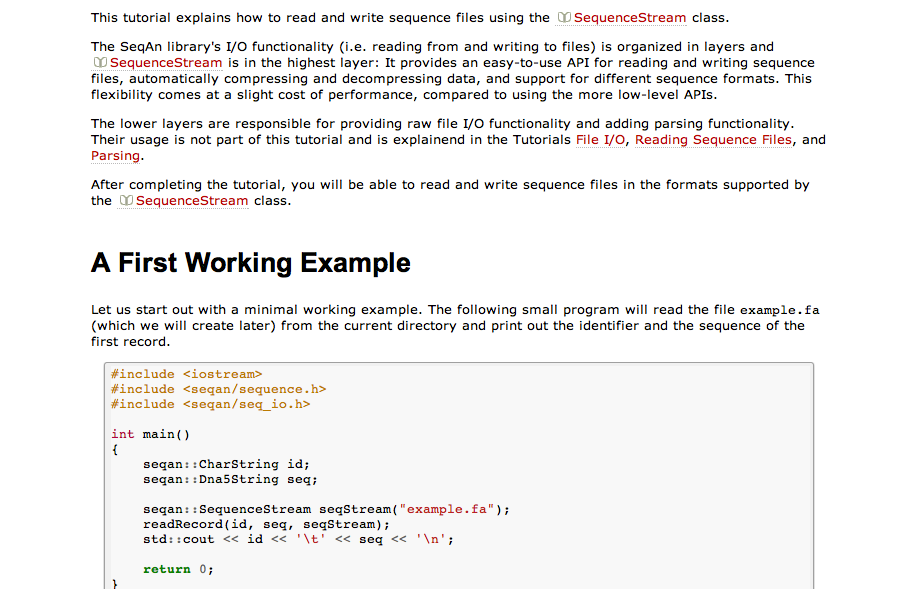 This tutorial explains how to read and write sequence files using the SequenceStream class.
The SeqAn library's I/O functionality (i.e. reading from and writing to files) is organized in layers and
SequenceStream is in the highest layer: It provides an easy-to-use API for reading and writing sequence
files, automatically compressing and decompressing data, and support for different sequence formats. This
flexibility comes at a slight cost of performance, compared to using the more low-level APIs.
The lower layers are responsible for providing raw file I/O functionality and adding parsing functionality.
Their usage is not part of this tutorial and is explainend in the Tutorials File I/O, Reading Sequence Files, and
Parsing.
After completing the tutorial, you will be able to read and write sequence files in the formats supported by
the SequenceStream class.
A First Working Example
Let us start out with a minimal working example. The following small program will read the file example.fa
(which we will create later) from the current directory and print out the identifier and the sequence of the
first record.
#include <iostream>
#include <seqan/sequence.h>
#include <seqan/seq_io.h>
int main()
{
    seqan::CharString id;
    seqan::Dna5String seq;
    seqan::SequenceStream seqStream("example.fa");
    readRecord(id, seq, seqStream);
    std::cout << id << '\t' << seq << '\n';
    return 0;
}